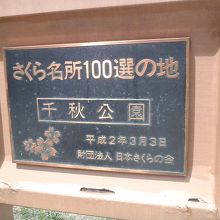 さくら名所100選の地
千秋公園
平成2年3月3日
財団法人 日本さくらの会